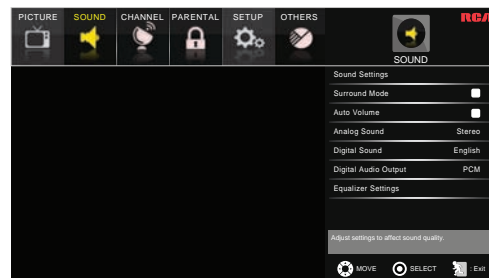 PICTURE SOUND CHANNEL PARENTAL SETUP OTHERS
RCA
SOUND
Sound Settings
Surround Mode
Auto Volume
Analog Sound Stereo
Digital Sound English
Digital Audio Output PCM
Equalizer Settings
Adjust settings to affect sound quality.
MOVE SELECT : Exit